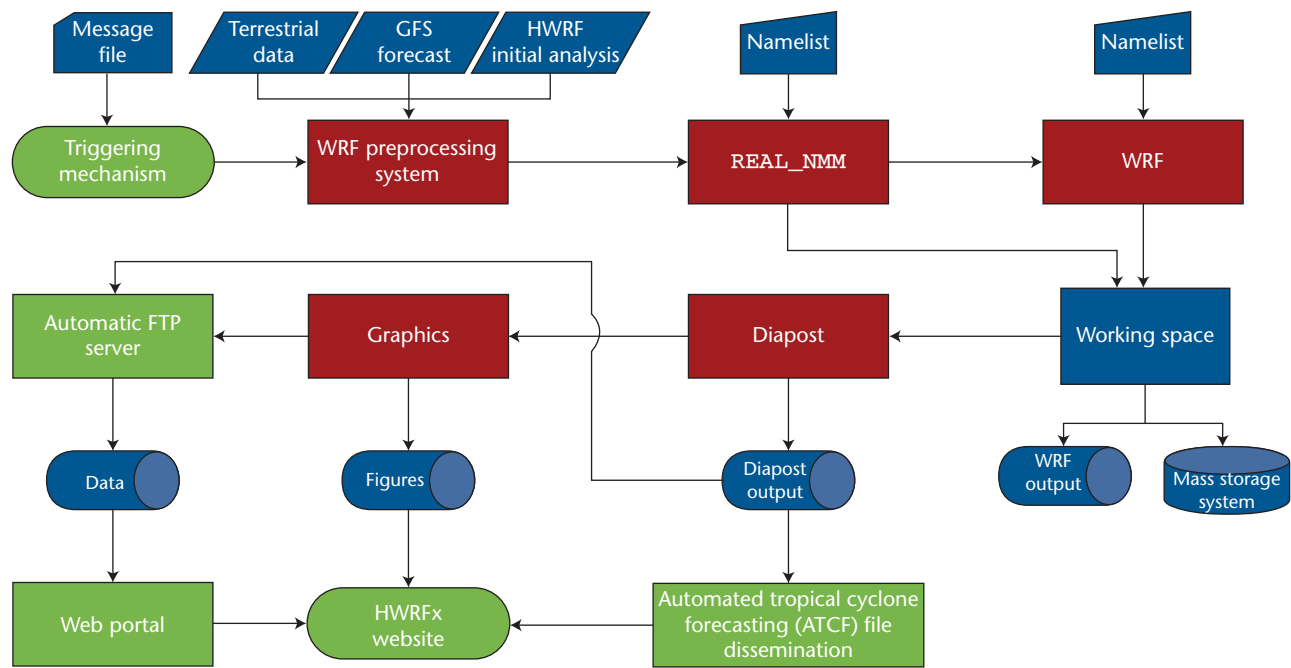 Message
file
Terrestrial
data
GFS
forecast
HWRF
initial analysis
Namelist
Namelist
Triggering
mechanism
WRF preprocessing
system
REAL_NMM
WRF
Automatic FTP
server
Graphics
Diapost
Working space
Data
Figures
Diapost
output
WRF
output
Mass storage
system
Web portal
HWRFx
website
Automated tropical cyclone
forecasting (ATCF) file
dissemination